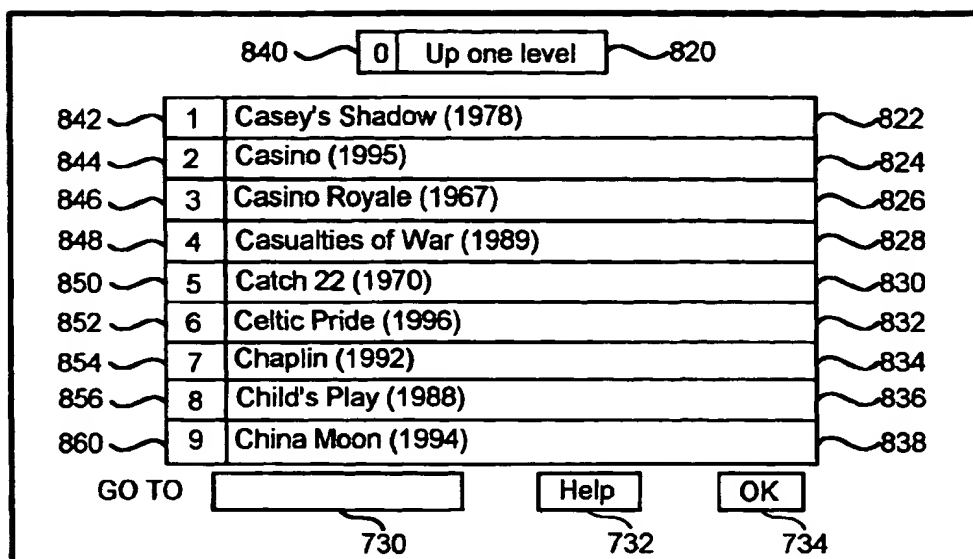 840 0 Up one level 820
842 1 Casey's Shadow (1978) 822
844 2 Casino (1995) 824
846 3 Casino Royale (1967) 826
848 4 Casualties of War (1989) 828
850 5 Catch 22 (1970) 830
852 6 Celtic Pride (1996) 832
854 7 Chaplin (1992) 834
856 8 Child's Play (1988) 836
860 9 China Moon (1994) 838
GO TO Help OK
730 732 734